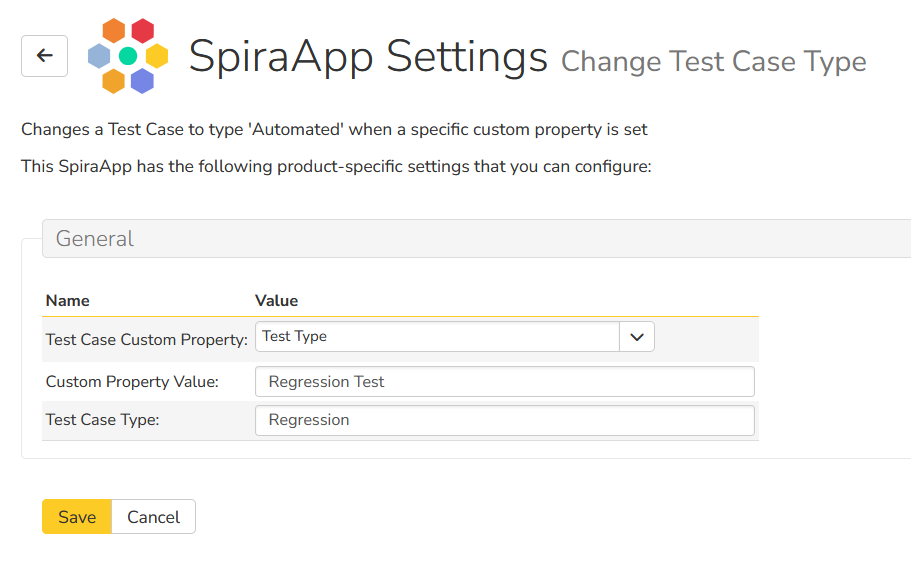 SpiraApp Settings Change Test Case Type
Changes a Test Case to type 'Automated' when a specific custom property is set
This SpiraApp has the following product-specific settings that you can configure:
General
Name Value
Test Case Custom Property: Test Type
Custom Property Value: Regression Test
Test Case Type: Regression
Save Cancel